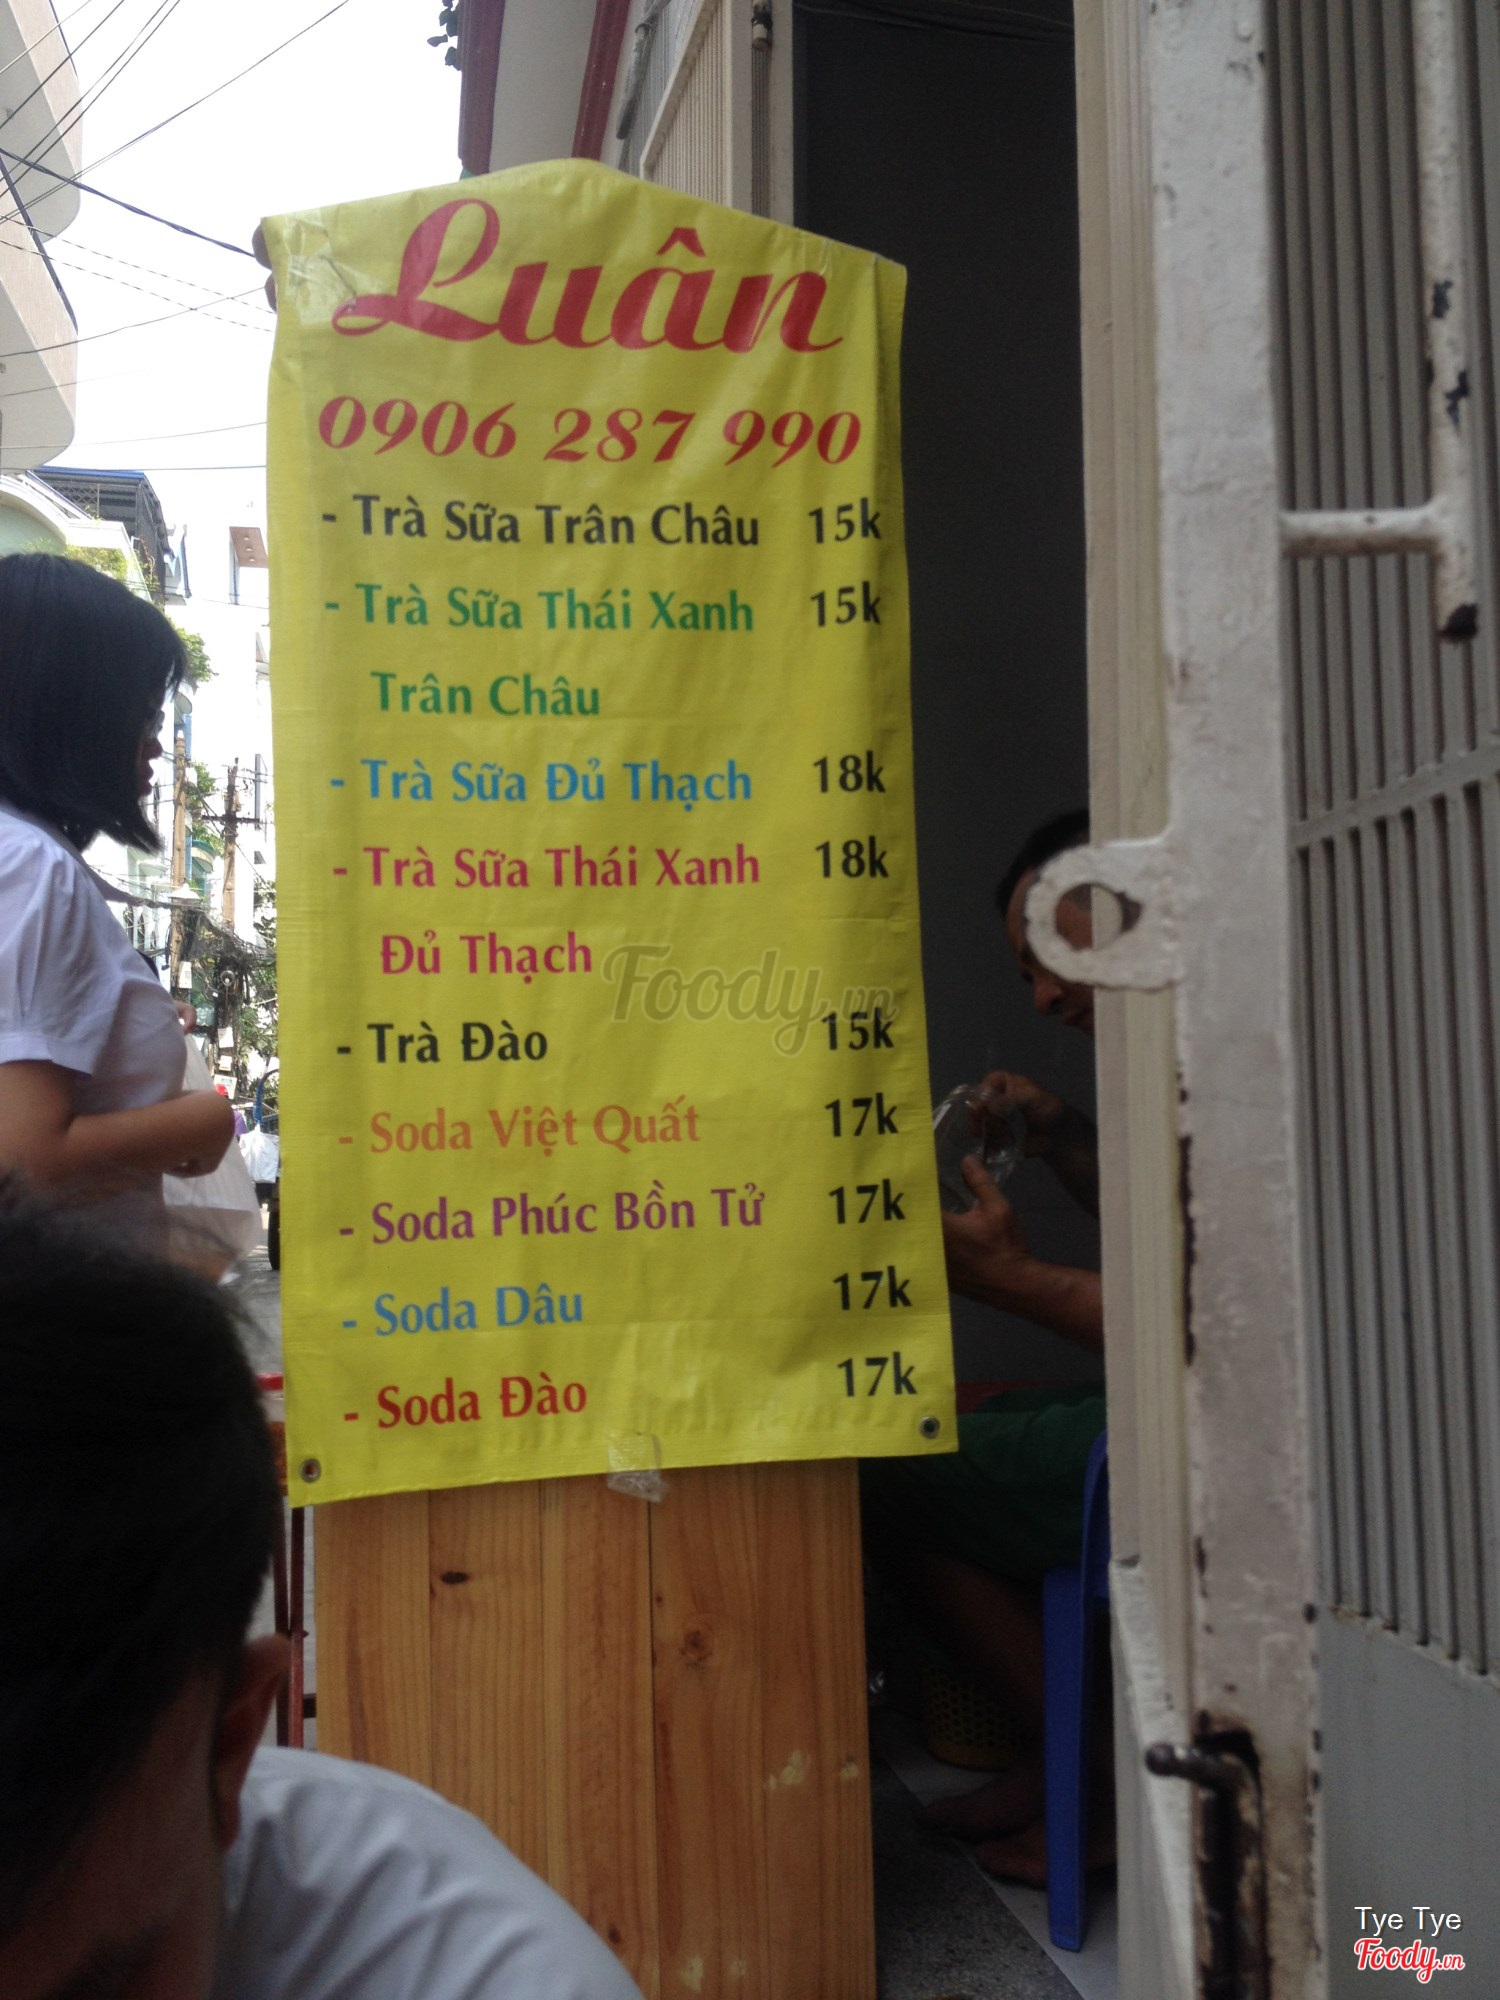 Luân
0906 287 990
- Trà Sữa Trân Châu 15k
- Trà Sữa Thái Xanh 15k
Trân Châu
- Trà Sữa Đủ Thạch 18k
- Trà Sữa Thái Xanh 18k
Đủ Thạch
Foody.vn
- Trà Đào 15k
- Soda Việt Quất 17k
- Soda Phúc Bồn Tử 17k
- Soda Dâu 17k
- Soda Đào 17k
Tye Tye
Foody.vn